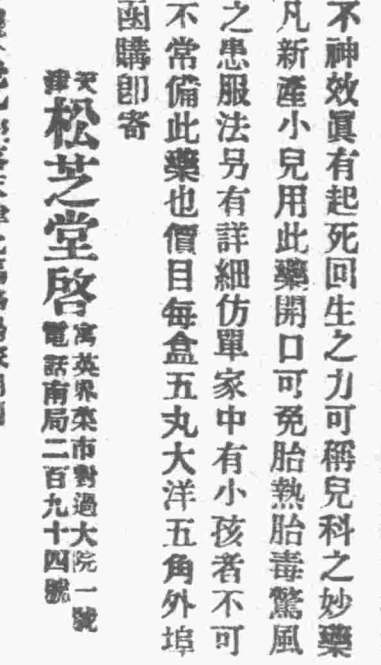 不神效眞有起死回生之力可稱兒科之妙藥
凡新產小兒用此藥開口可免胎熱胎毒驚風
之患服法另有詳細仿單家中有小孩者不可
不常備此藥也價目每盒五丸大洋五角外埠
函購卽寄
天津
松芝堂啓
寓英界菜市對過大院一號
電話南局二百九十四號